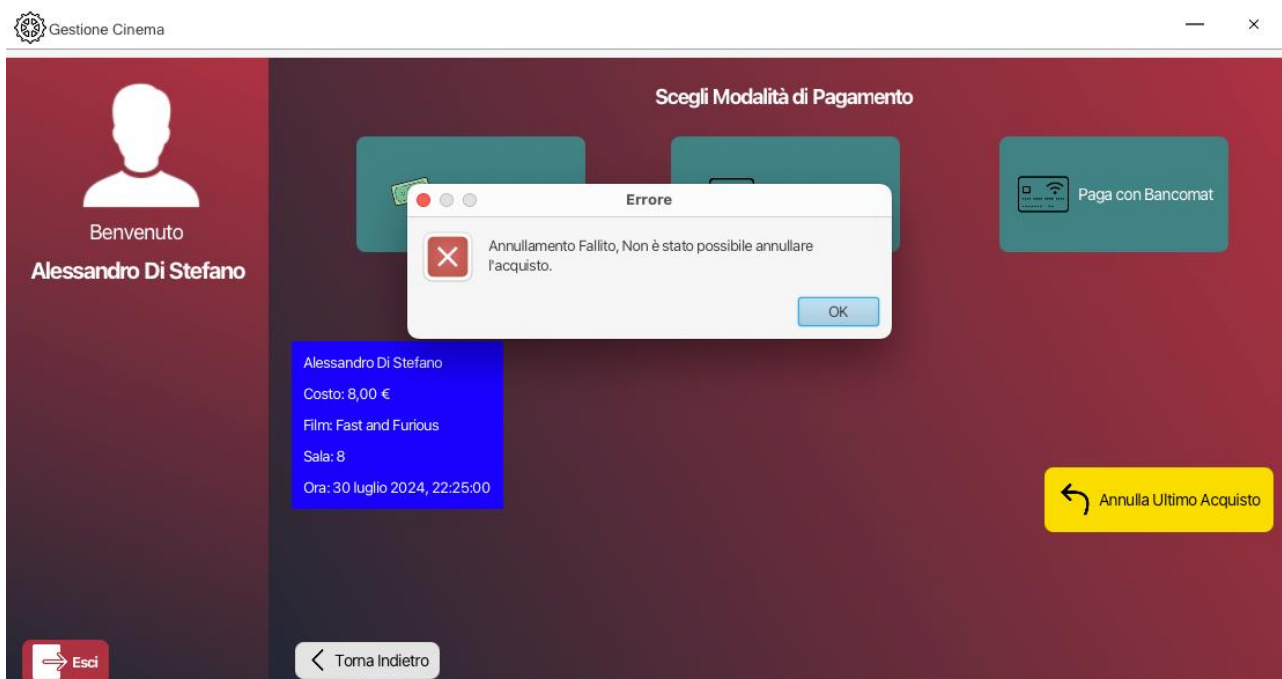 Gestione Cinema
Scegli Modalità di Pagamento
Paga con Bancomat
Errore
Annullamento Fallito, Non è stato possibile annullare
l'acquisto.
OK
Benvenuto
Alessandro Di Stefano
Alessandro Di Stefano
Costo: 8,00 €
Film: Fast and Furious
Sala: 8
Ora: 30 luglio 2024, 22:25:00
Annulla Ultimo Acquisto
Esci
Torna Indietro